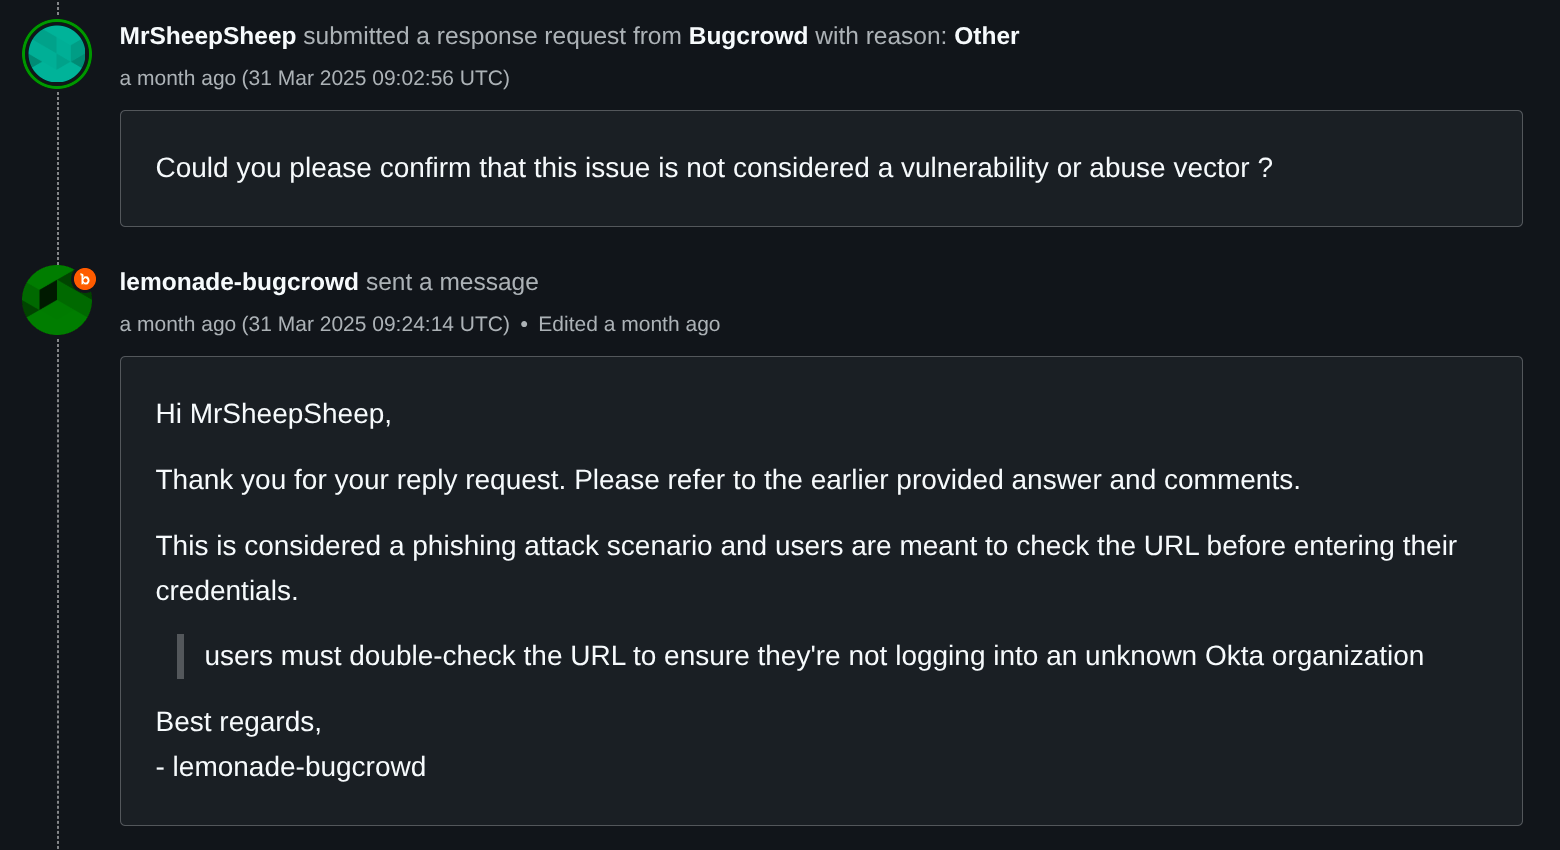 MrSheepSheep submitted a response request from Bugcrowd with reason: Other
a month ago (31 Mar 2025 09:02:56 UTC)
Could you please confirm that this issue is not considered a vulnerability or abuse vector ?
b
lemonade-bugcrowd sent a message
a month ago (31 Mar 2025 09:24:14 UTC) • Edited a month ago
Hi MrSheepSheep,
Thank you for your reply request. Please refer to the earlier provided answer and comments.
This is considered a phishing attack scenario and users are meant to check the URL before entering their
credentials.
users must double-check the URL to ensure they're not logging into an unknown Okta organization
Best regards,
- lemonade-bugcrowd